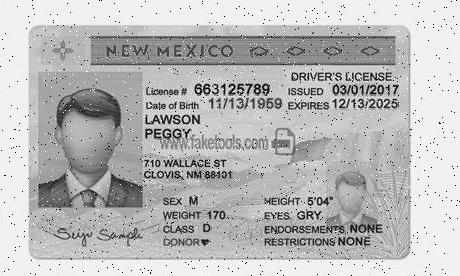 NEW MEXICO
DRIVER'S LICENSE
License # 663125789 ISSUED 03/01/2017
Date of Birth 11/13/1959 EXPIRES 12/13/2025
LAWSON
PEGGY
www.faketools.com
710 WALLACE ST
CLOVIS, NM 88101
SEX M HEIGHT 5'04"
WEIGHT 170 EYES GRY
CLASS D ENDORSEMENTS NONE
DONOR RESTRICTIONS NONE
Seiju Sample